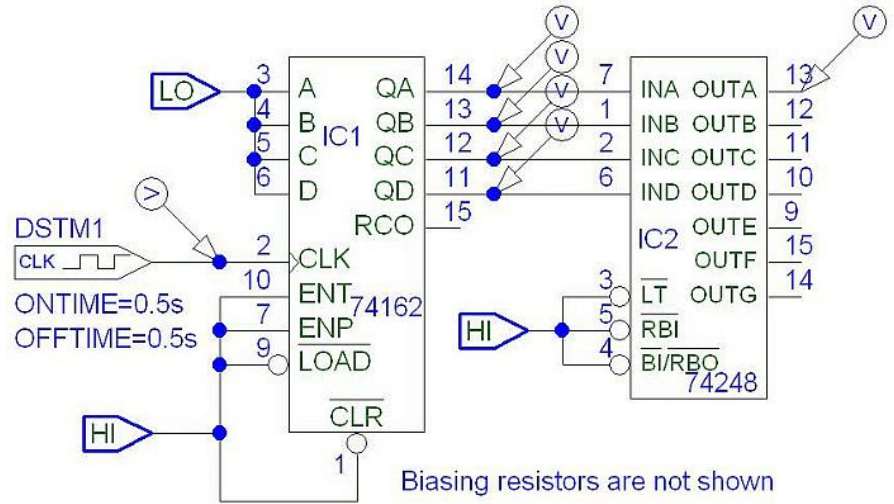 V
V
V
V
V
LO
3 A QA 14
4 B QB 13
5 C QC 12
6 D QD 11
IC1
RCO 15
7 INA OUTA 13
1 INB OUTB 12
2 INC OUTC 11
6 IND OUTD 10
OUTE 9
IC2
OUTF 15
3 LT OUTG 14
5 RBI
4 BI/RBO
74248
HI
V
DSTM1
CLK
ONTIME=0.5s
OFFTIME=0.5s
2 CLK
10 ENT
74162
7 ENP
9 LOAD
CLR
1
HI
Biasing resistors are not shown